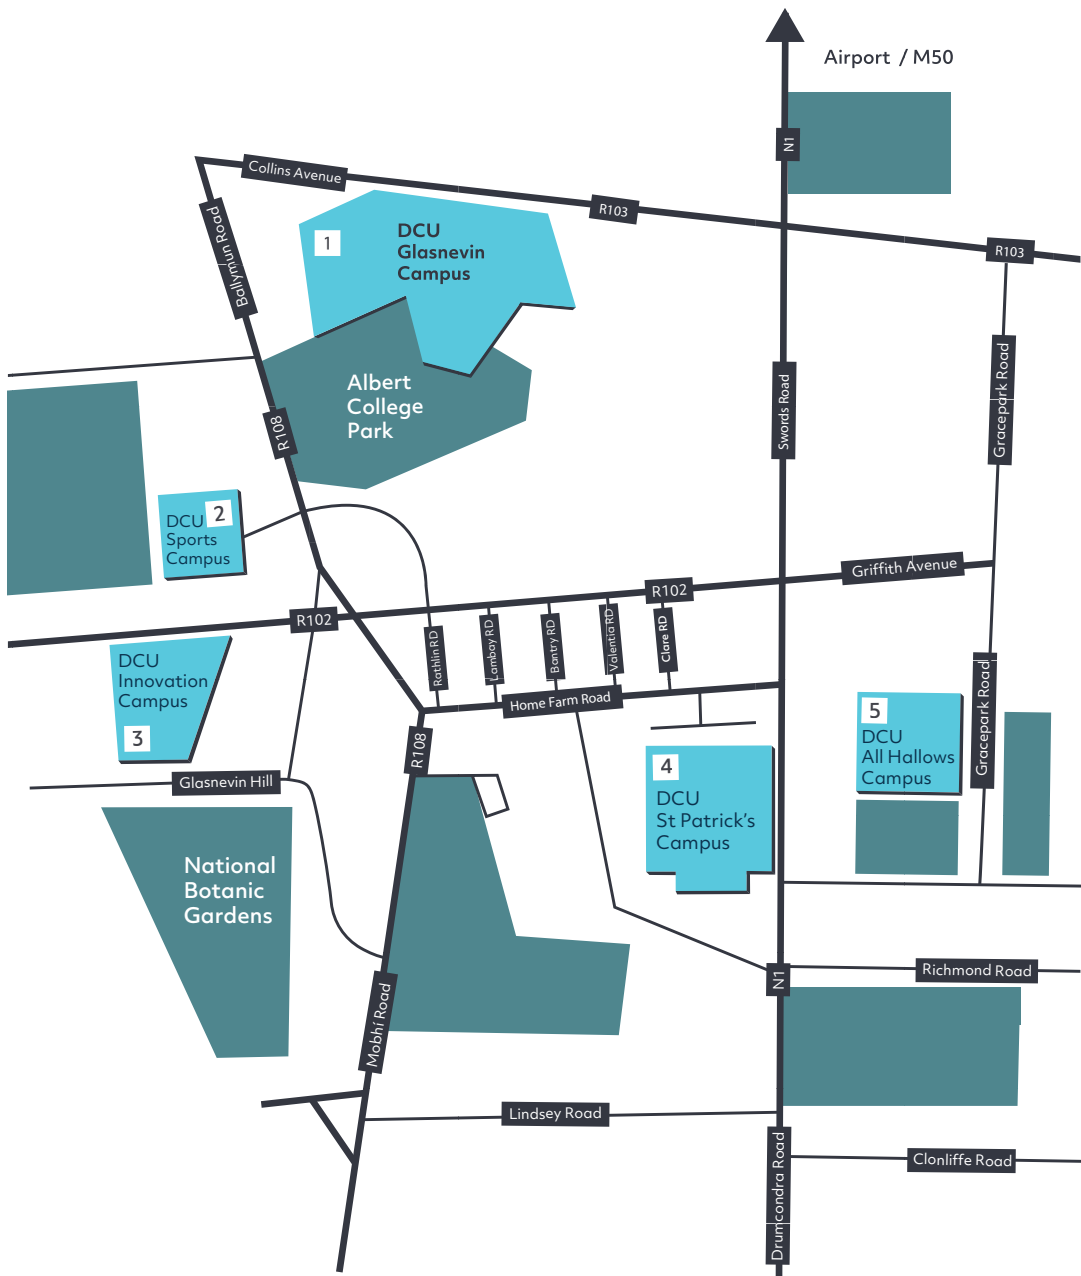 Airport / M50
N1
Collins Avenue
R103
R103
Ballymun Road
1
DCU
Glasnevin
Campus
Albert
College
Park
R108
Swords Road
Gracepark Road
2
DCU
Sports
Campus
Griffith Avenue
R102
R102
Rathlin RD
Lambay RD
Bantry RD
Valentia RD
Clare RD
Home Farm Road
DCU
Innovation
Campus
3
R108
Gracepark Road
5
DCU
All Hallows
Campus
4
DCU
St Patrick's
Campus
Glasnevin Hill
National
Botanic
Gardens
N1
Richmond Road
Mobhí Road
Lindsey Road
Drumcondra Road
Clonliffe Road